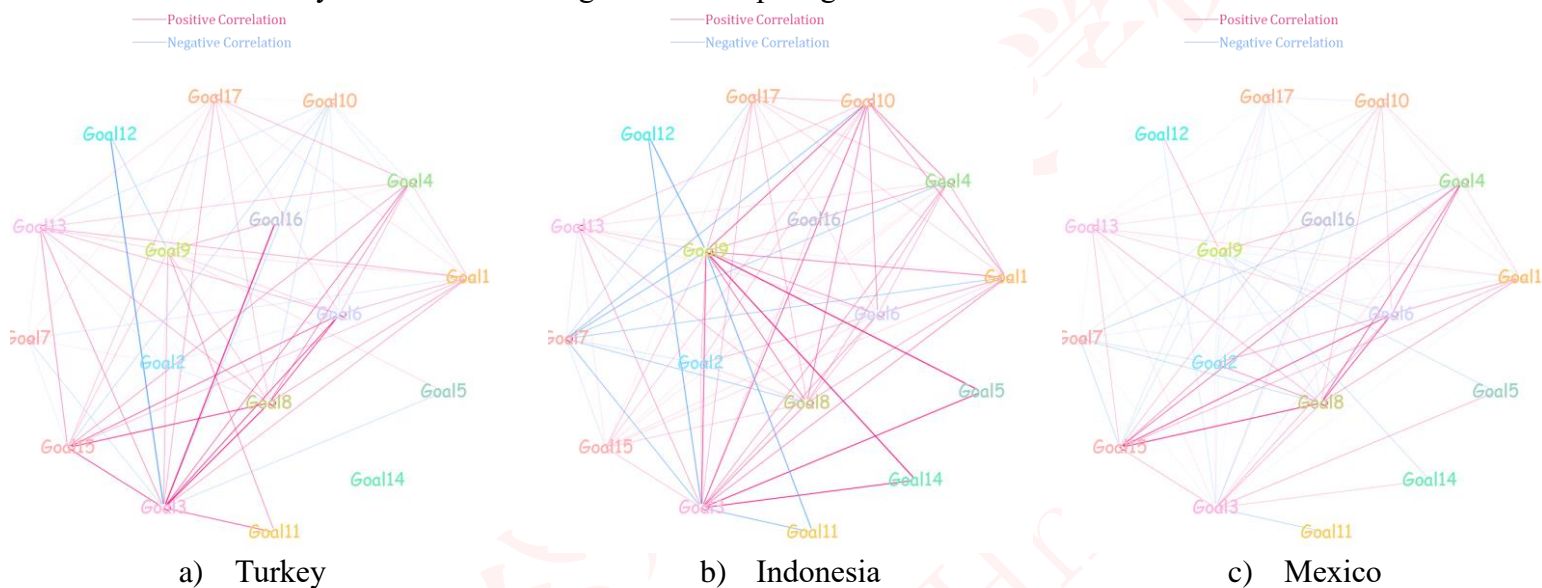 Positive Correlation
Negative Correlation
Goal17
Goal10
Goal12
Goal4
Goal13
Goal16
Goal9
Goal1
Goal6
Goal7
Goal2
Goal5
Goal8
Goal15
Goal14
Goal3
Goal11
a) Turkey
Positive Correlation
Negative Correlation
Goal17
Goal10
Goal12
Goal4
Goal13
Goal16
Goal9
Goal1
Goal6
Goal7
Goal2
Goal5
Goal8
Goal15
Goal14
Goal3
Goal11
b) Indonesia
Positive Correlation
Negative Correlation
Goal17
Goal10
Goal12
Goal4
Goal13
Goal16
Goal9
Goal1
Goal6
Goal7
Goal2
Goal5
Goal8
Goal15
Goal14
Goal3
Goal11
c) Mexico